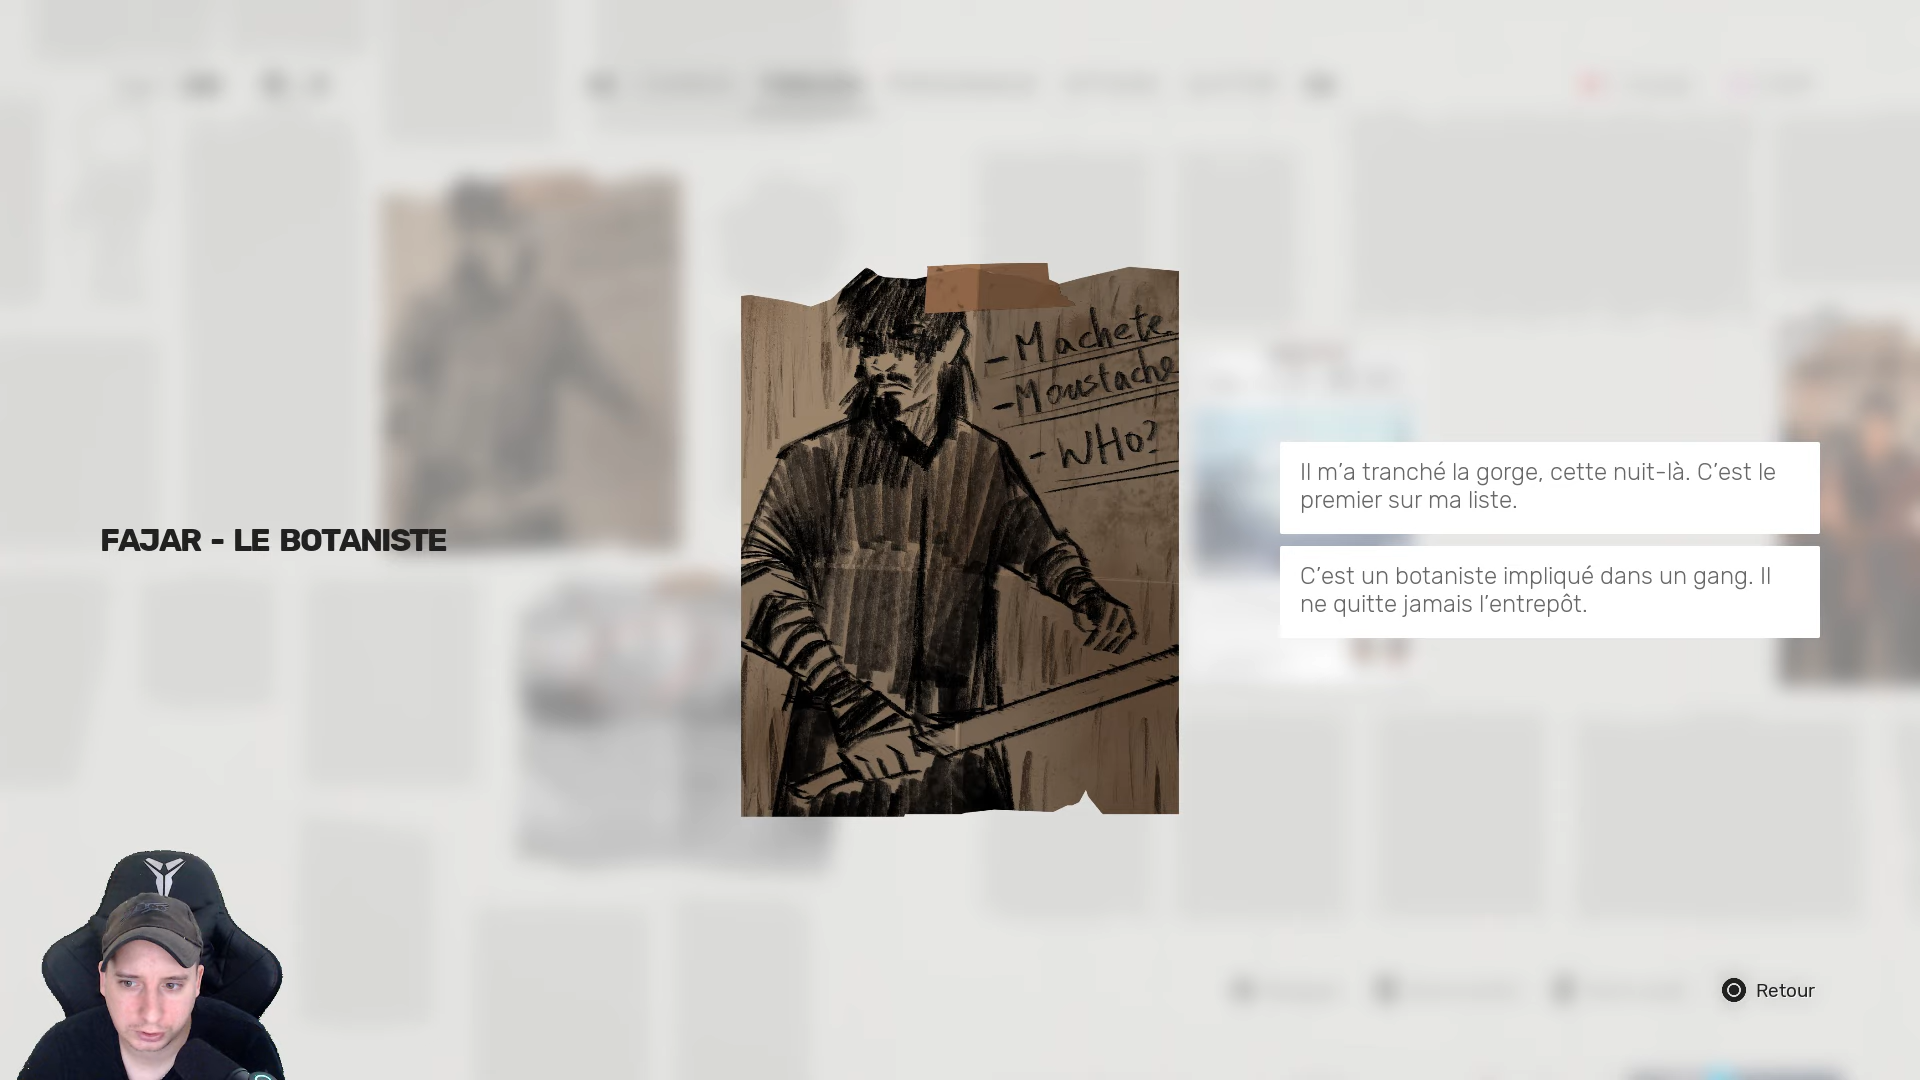 - Machete
- Moustache
- WHO?
FAJAR - LE BOTANISTE
Il m'a tranché la gorge, cette nuit-là. C'est le
premier sur ma liste.
C'est un botaniste impliqué dans un gang. Il
ne quitte jamais l'entrepôt.
Retour